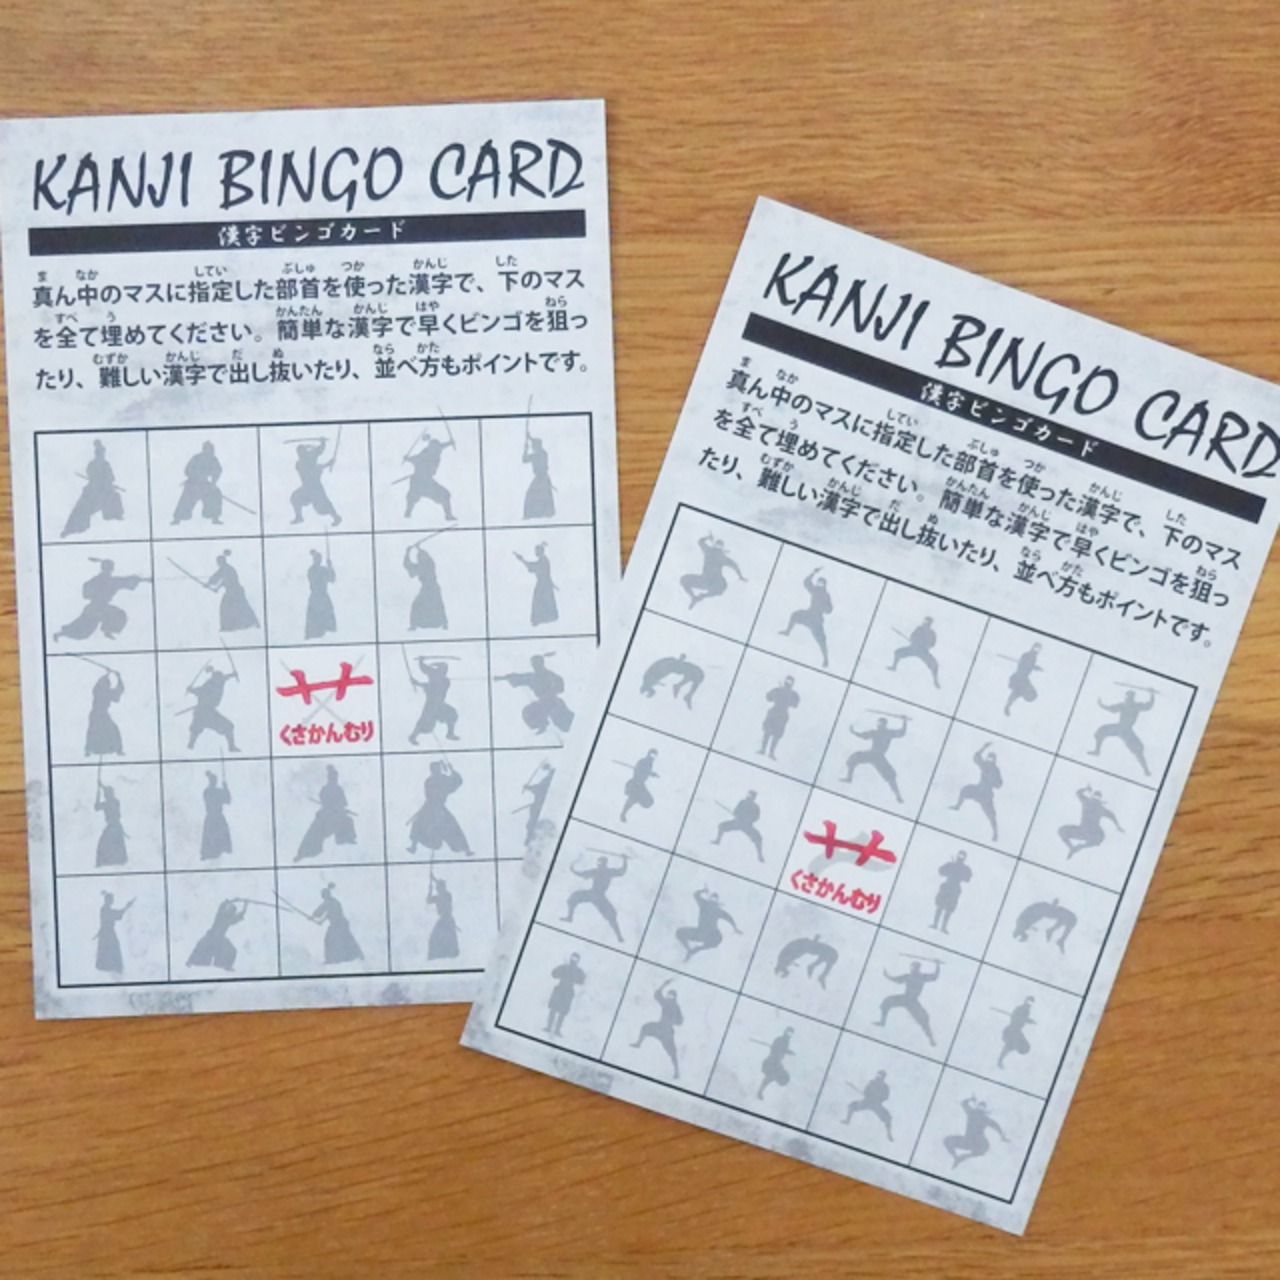 KANJI BINGO CARD
漢字ビンゴカード
真ん中のマスに指定した部首を使った漢字で、下のマス
を全て埋めてください。簡単な漢字で早くビンゴを狙っ
たり、難しい漢字で出し抜いたり、並べ方もポイントです。
くさかんむり
KANJI BINGO CARD
漢字ビンゴカード
真ん中のマスに指定した部首を使った漢字で、下のマス
を全て埋めてください。簡単な漢字で早くビンゴを狙っ
たり、難しい漢字で出し抜いたり、並べ方もポイントです。
くさかんむり